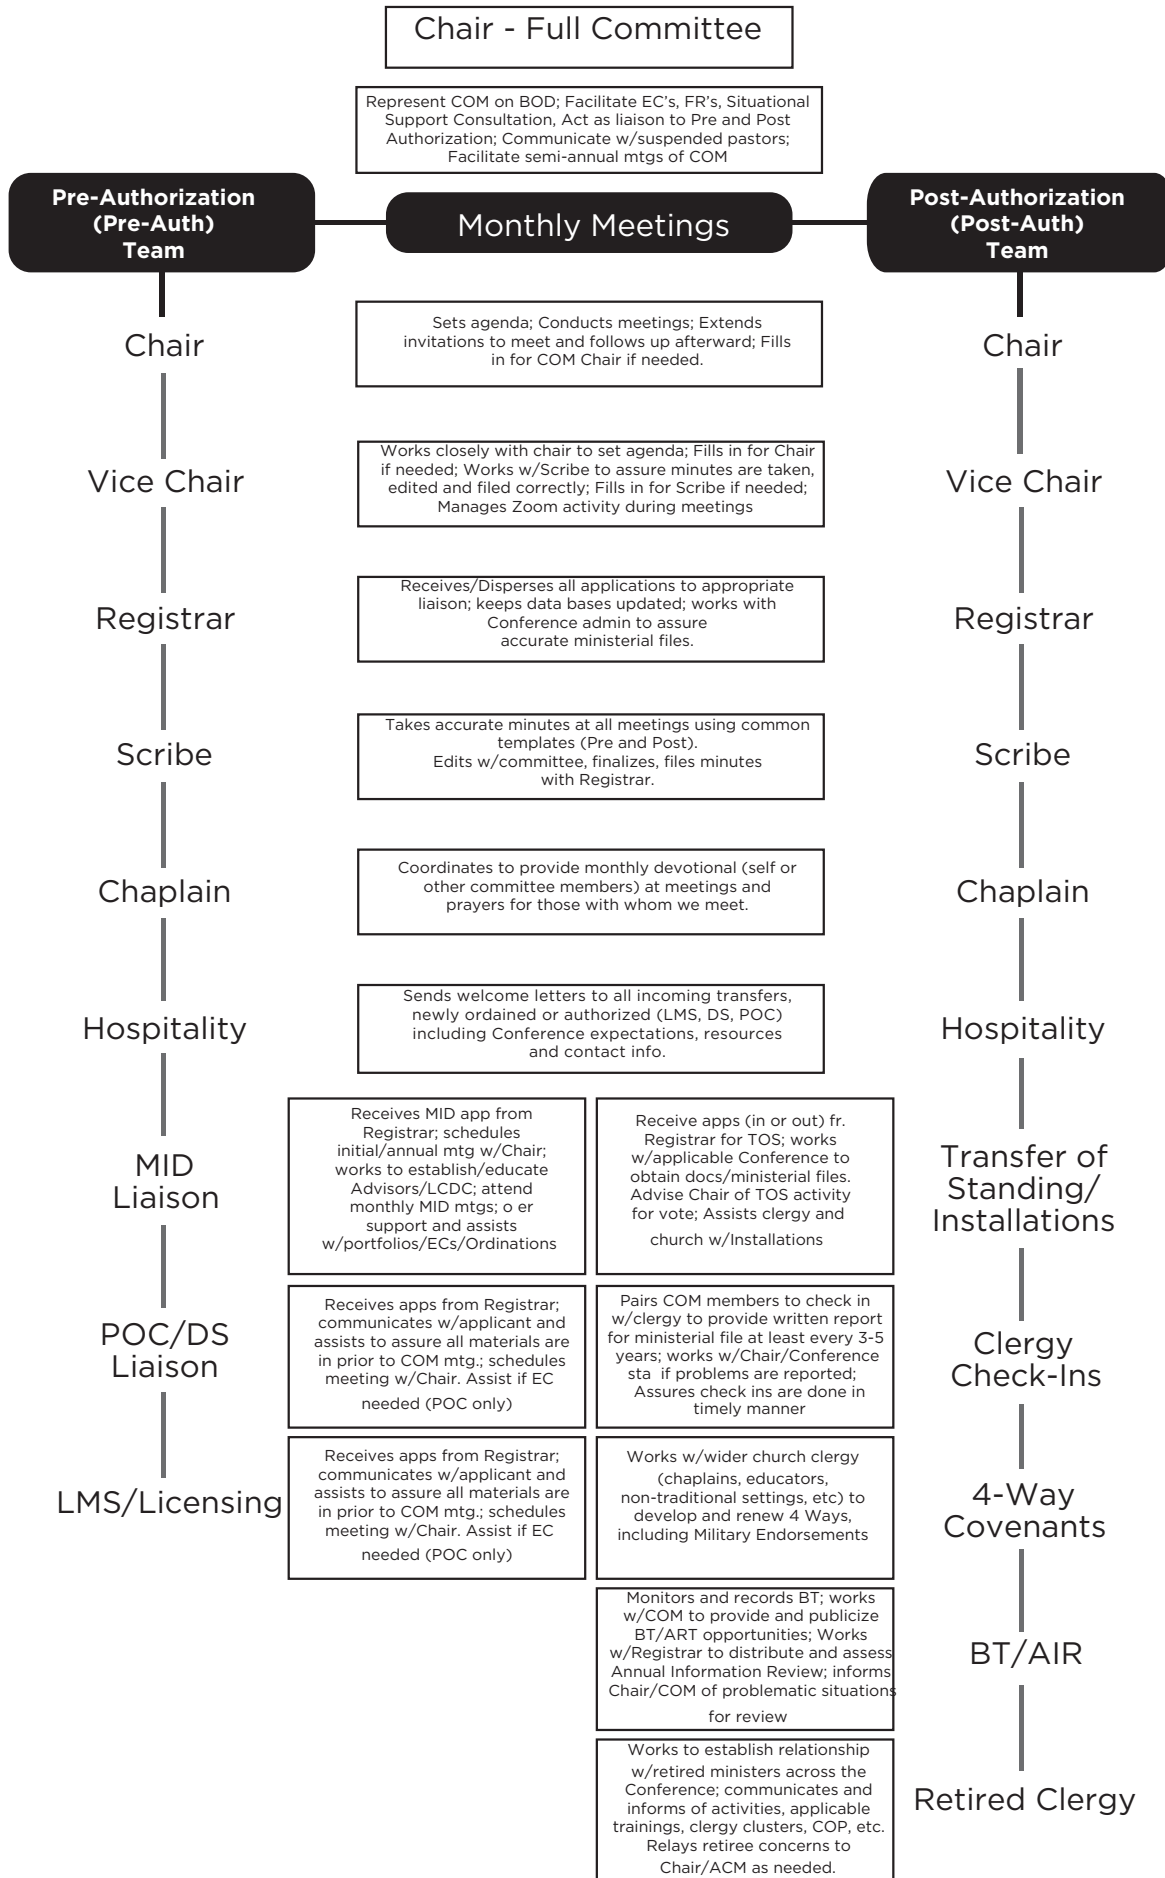 Chair - Full Committee
Represent COM on BOD; Facilitate EC's, FR's, Situational
Support Consultation, Act as liaison to Pre and Post
Authorization; Communicate w/suspended pastors;
Facilitate semi-annual mtgs of COM
Pre-Authorization
(Pre-Auth)
Team
Monthly Meetings
Post-Authorization
(Post-Auth)
Team
Chair
Sets agenda; Conducts meetings; Extends
invitations to meet and follows up afterward; Fills
in for COM Chair if needed.
Chair
Vice Chair
Works closely with chair to set agenda; Fills in for Chair
if needed; Works w/Scribe to assure minutes are taken,
edited and filed correctly; Fills in for Scribe if needed;
Manages Zoom activity during meetings
Vice Chair
Registrar
Receives/Disperses all applications to appropriate
liaison; keeps data bases updated; works with
Conference admin to assure
accurate ministerial files.
Registrar
Scribe
Takes accurate minutes at all meetings using common
templates (Pre and Post).
Edits w/committee, finalizes, files minutes
with Registrar.
Scribe
Chaplain
Coordinates to provide monthly devotional (self or
other committee members) at meetings and
prayers for those with whom we meet.
Chaplain
Hospitality
Sends welcome letters to all incoming transfers,
newly ordained or authorized (LMS, DS, POC)
including Conference expectations, resources
and contact info.
Hospitality
MID
Liaison
Receives MID app from
Registrar; schedules
initial/annual mtg w/Chair;
works to establish/educate
Advisors/LCDC; attend
monthly MID mtgs; o er
support and assists
w/portfolios/ECs/Ordinations
Receive apps (in or out) fr.
Registrar for TOS; works
w/applicable Conference to
obtain docs/ministerial files.
Advise Chair of TOS activity
for vote; Assists clergy and
church w/Installations
Transfer of
Standing/
Installations
POC/DS
Liaison
Receives apps from Registrar;
communicates w/applicant and
assists to assure all materials are
in prior to COM mtg.; schedules
meeting w/Chair. Assist if EC
needed (POC only)
Pairs COM members to check in
w/clergy to provide written report
for ministerial file at least every 3-5
years; works w/Chair/Conference
sta if problems are reported;
Assures check ins are done in
timely manner
Clergy
Check-Ins
LMS/Licensing
Receives apps from Registrar;
communicates w/applicant and
assists to assure all materials are
in prior to COM mtg.; schedules
meeting w/Chair. Assist if EC
needed (POC only)
Works w/wider church clergy
(chaplains, educators,
non-traditional settings, etc) to
develop and renew 4 Ways,
including Military Endorsements
4-Way
Covenants
Monitors and records BT; works
w/COM to provide and publicize
BT/ART opportunities; Works
w/Registrar to distribute and assess
Annual Information Review; informs
Chair/COM of problematic situations
for review
BT/AIR
Works to establish relationship
w/retired ministers across the
Conference; communicates and
informs of activities, applicable
trainings, clergy clusters, COP, etc.
Relays retiree concerns to
Chair/ACM as needed.
Retired Clergy